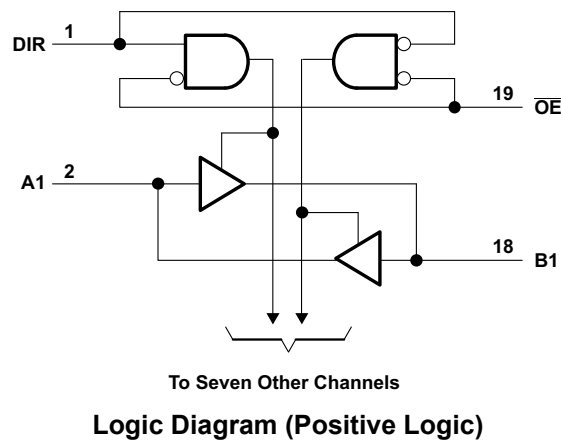 DIR 1
19 OE
A1 2
18 B1
To Seven Other Channels
Logic Diagram (Positive Logic)